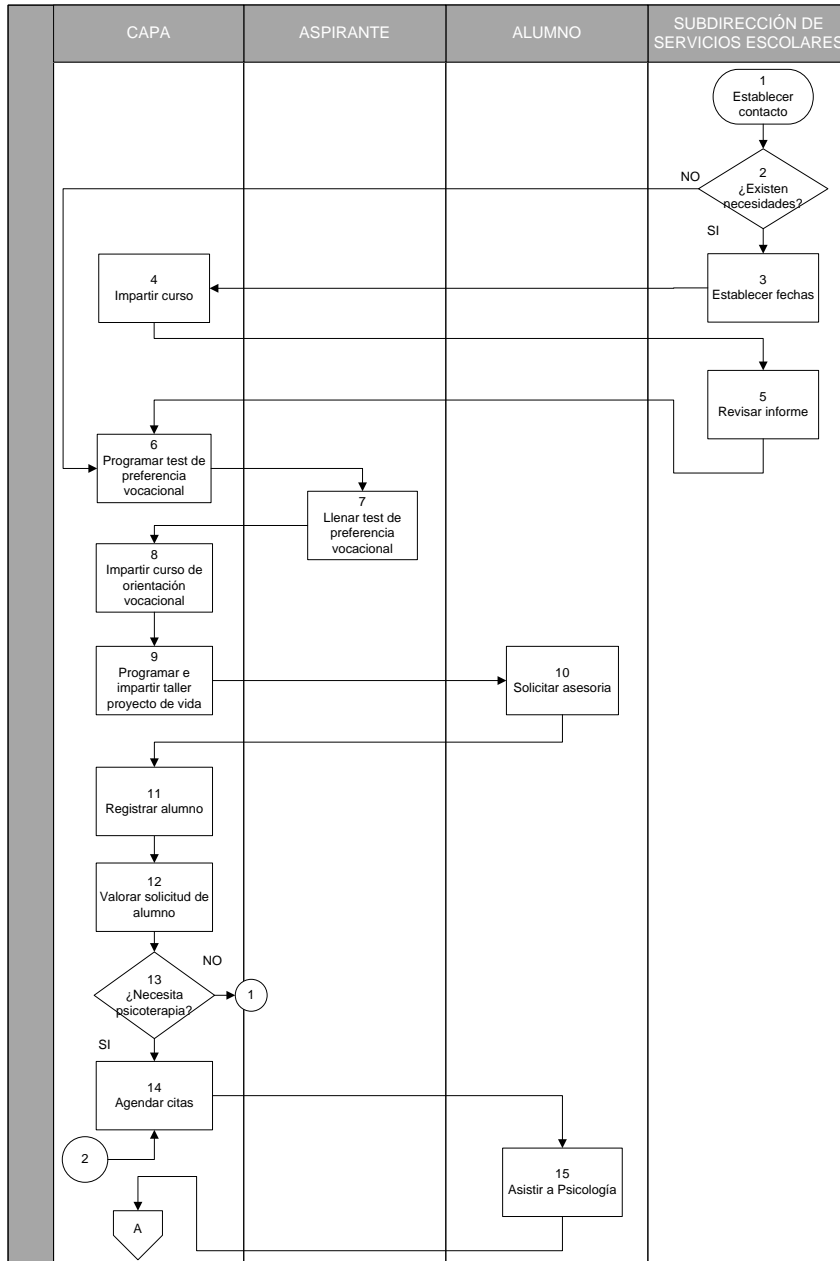 CAPA
ASPIRANTE
ALUMNO
SUBDIRECCIÓN DE
SERVICIOS ESCOLARES
1
Establecer
contacto
2
¿Existen
necesidades?
NO
SI
3
Establecer fechas
4
Impartir curso
5
Revisar informe
6
Programar test de
preferencia
vocacional
7
Llenar test de
preferencia
vocacional
8
Impartir curso de
orientación
vocacional
9
Programar e
impartir taller
proyecto de vida
10
Solicitar asesoria
11
Registrar alumno
12
Valorar solicitud de
alumno
13
¿Necesita
psicoterapia?
NO
1
SI
14
Agendar citas
2
15
Asistir a Psicología
A